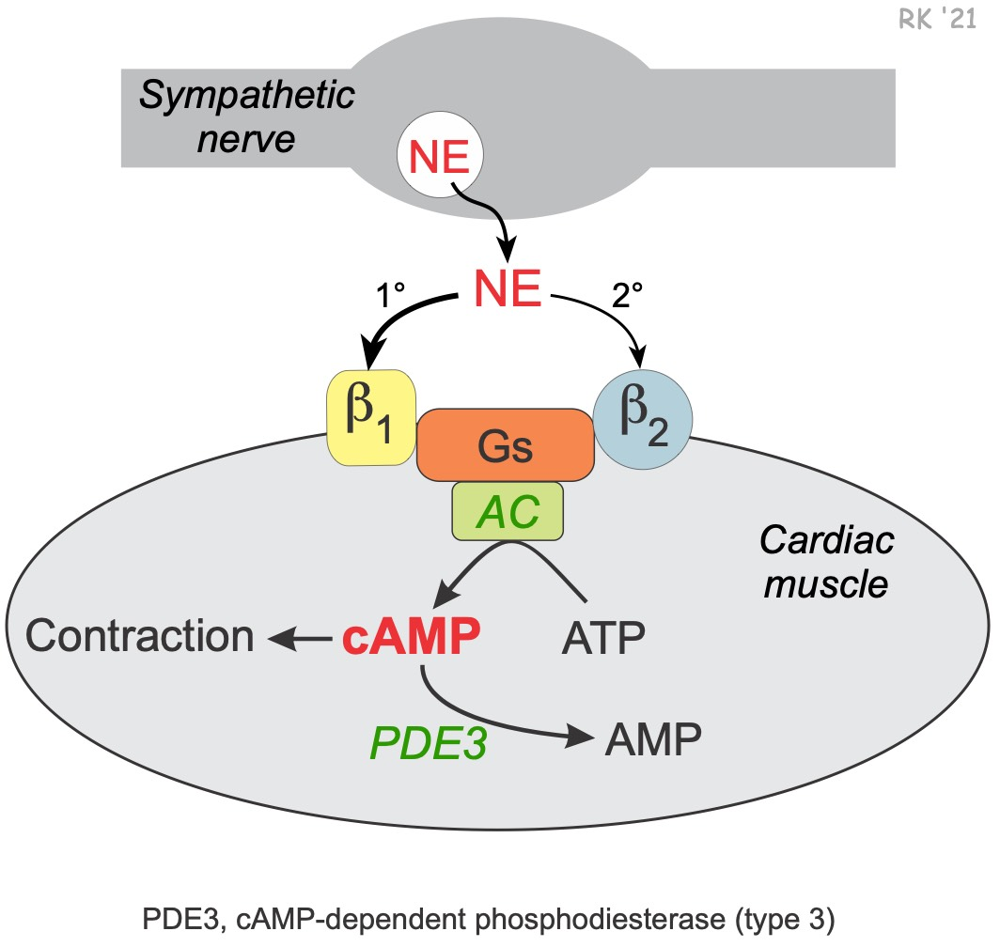 RK '21
Sympathetic
nerve
NE
NE
1°
2°
β1
β2
Gs
AC
Cardiac
muscle
Contraction
cAMP
ATP
PDE3
AMP
PDE3, cAMP-dependent phosphodiesterase (type 3)